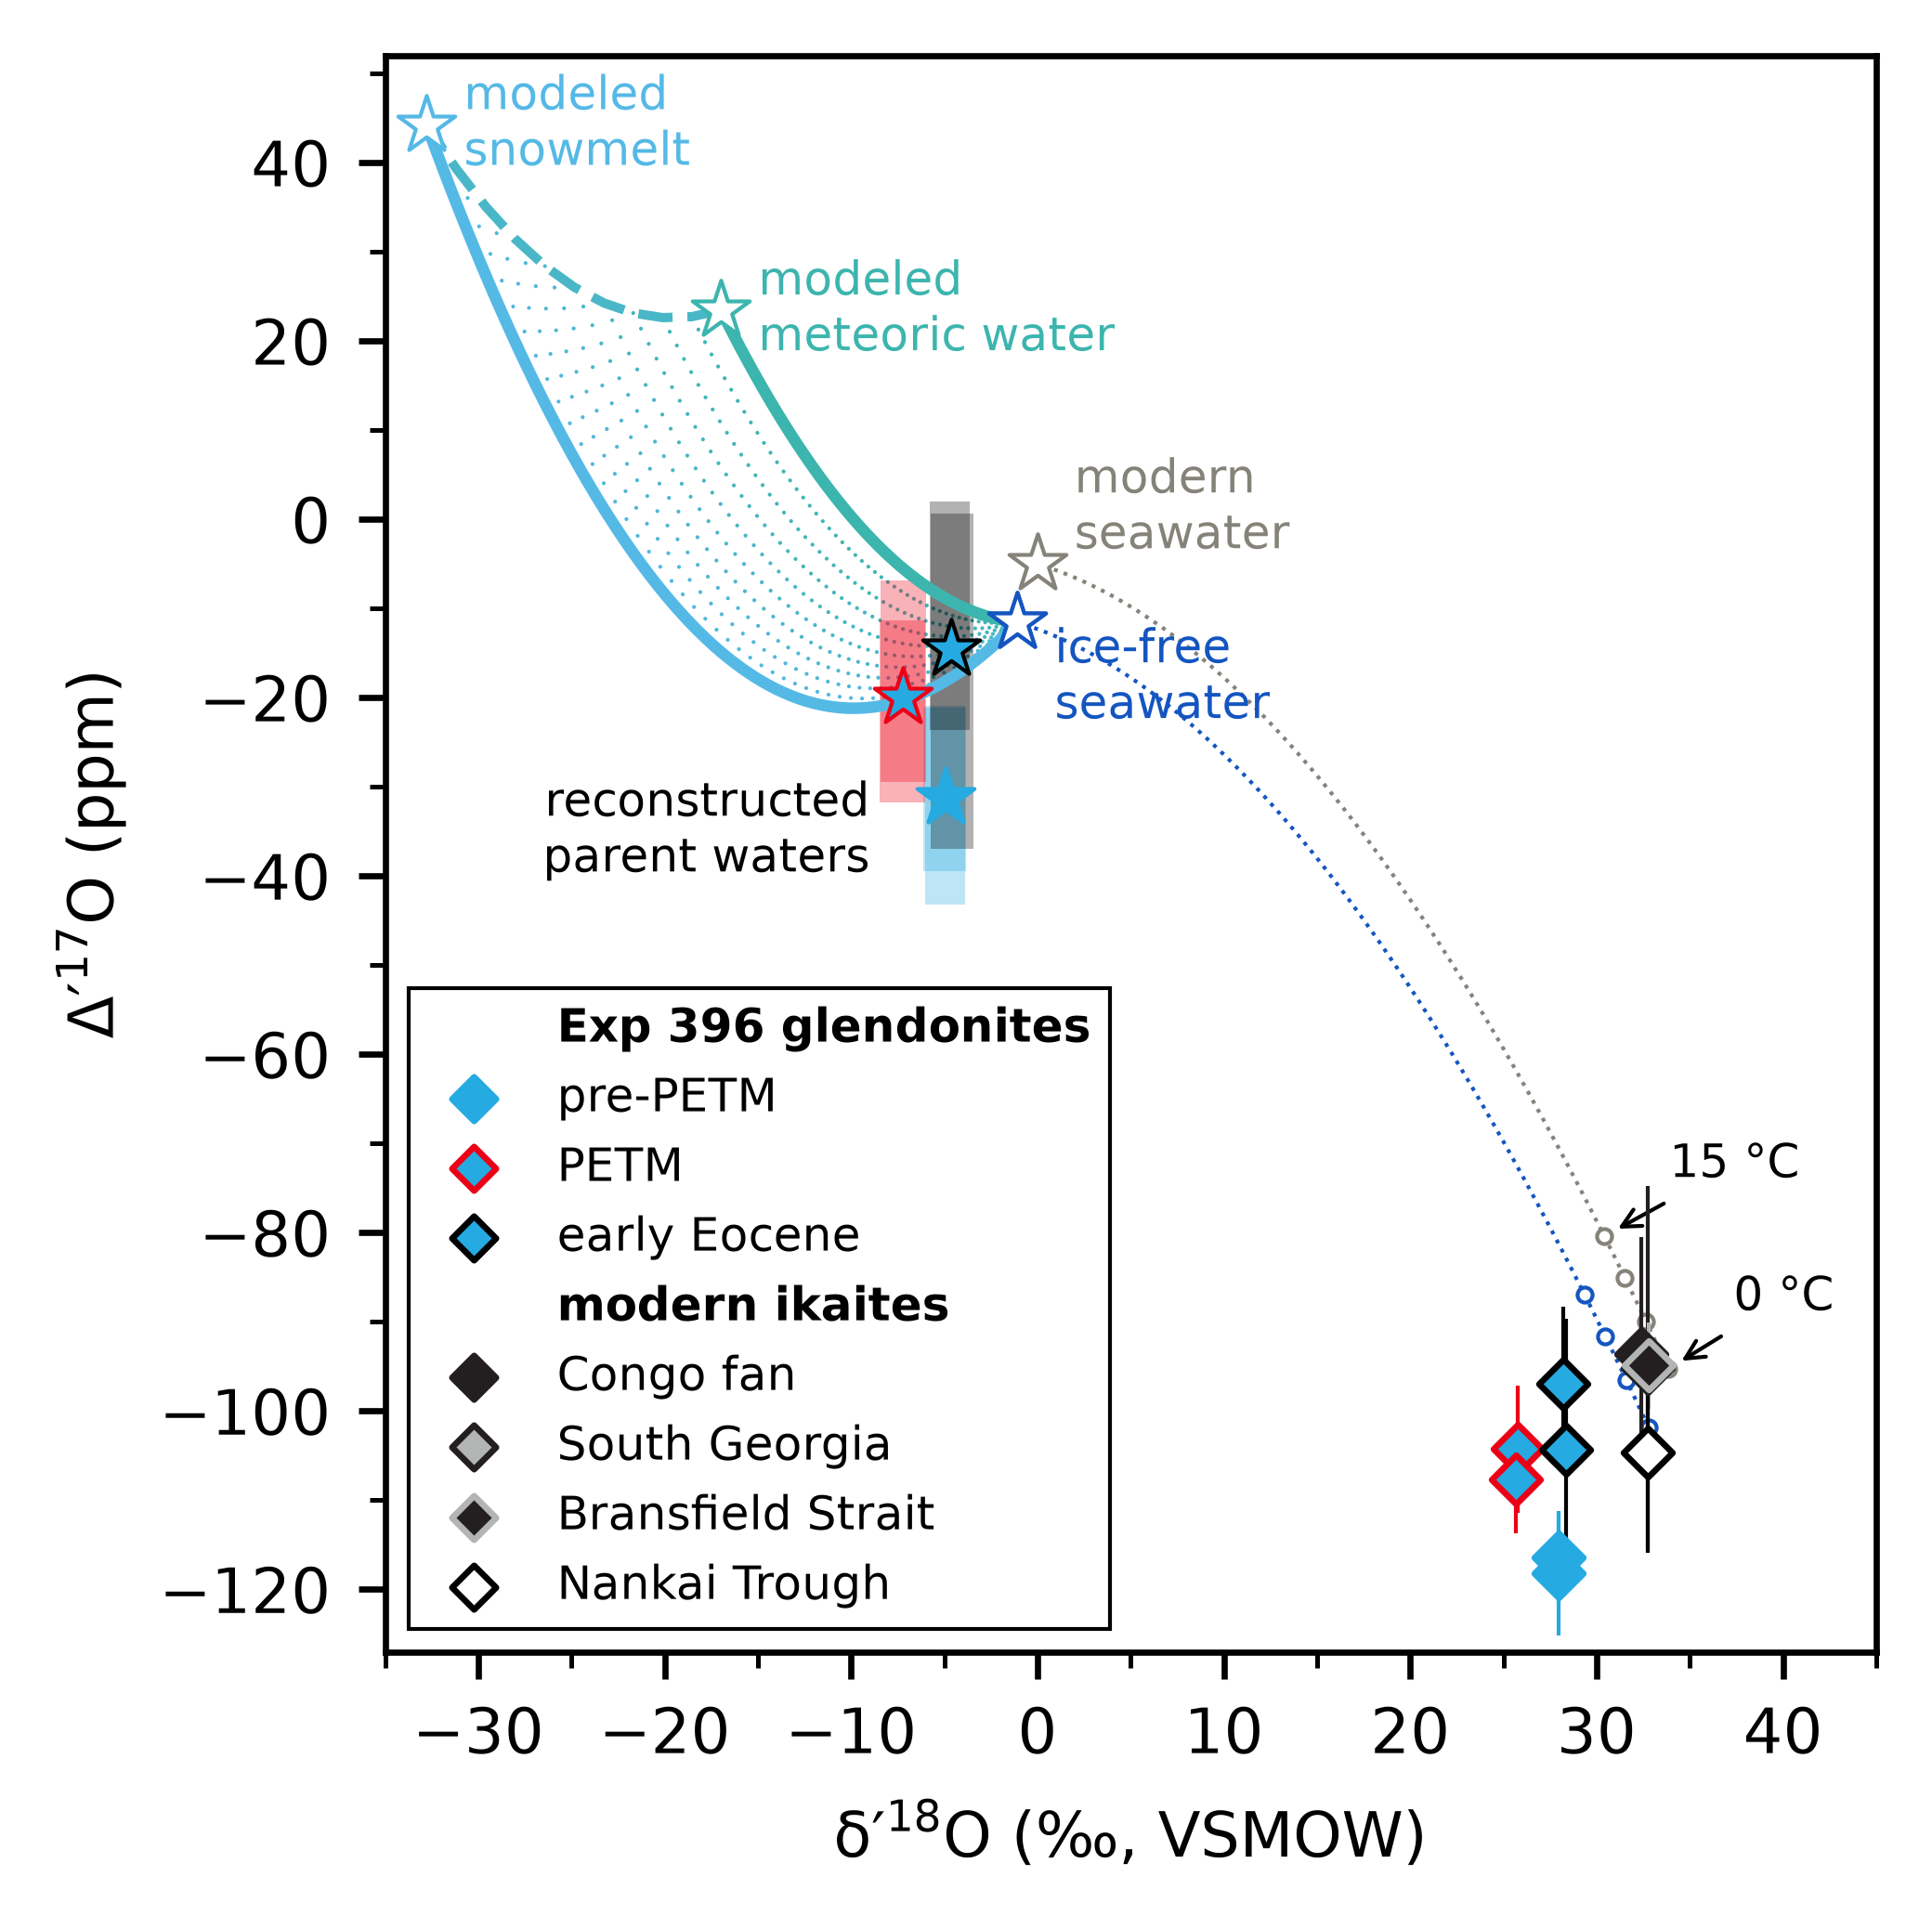 modeled
snowmelt
modeled
meteoric water
modern
seawater
ice-free
seawater
reconstructed
parent waters
15 °C
0 °C
Exp 396 glendonites
pre-PETM
PETM
early Eocene
modern ikaites
Congo fan
South Georgia
Bransfield Strait
Nankai Trough
40
20
0
−20
−40
−60
−80
−100
−120
Δ′¹⁷O (ppm)
−30 −20 −10 0 10 20 30 40
δ′¹⁸O (‰, VSMOW)